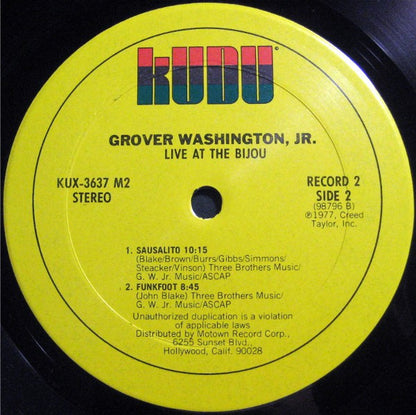 KUDU
GROVER WASHINGTON, JR.
LIVE AT THE BIJOU
KUX-3637 M2
STEREO
RECORD 2
SIDE 2
(98796 B)
℗1977, Creed
Taylor, Inc.
1. SAUSALITO 10:15
(Blake/Brown/Burrs/Gibbs/Simmons/
Steacker/Vinson) Three Brothers Music/
G. W. Jr. Music/ASCAP
2. FUNKFOOT 8:45
(John Blake) Three Brothers Music/
G. W. Jr. Music/ASCAP
Unauthorized duplication is a violation
of applicable laws
Distributed by Motown Record Corp.,
6255 Sunset Blvd.,
Hollywood, Calif. 90028